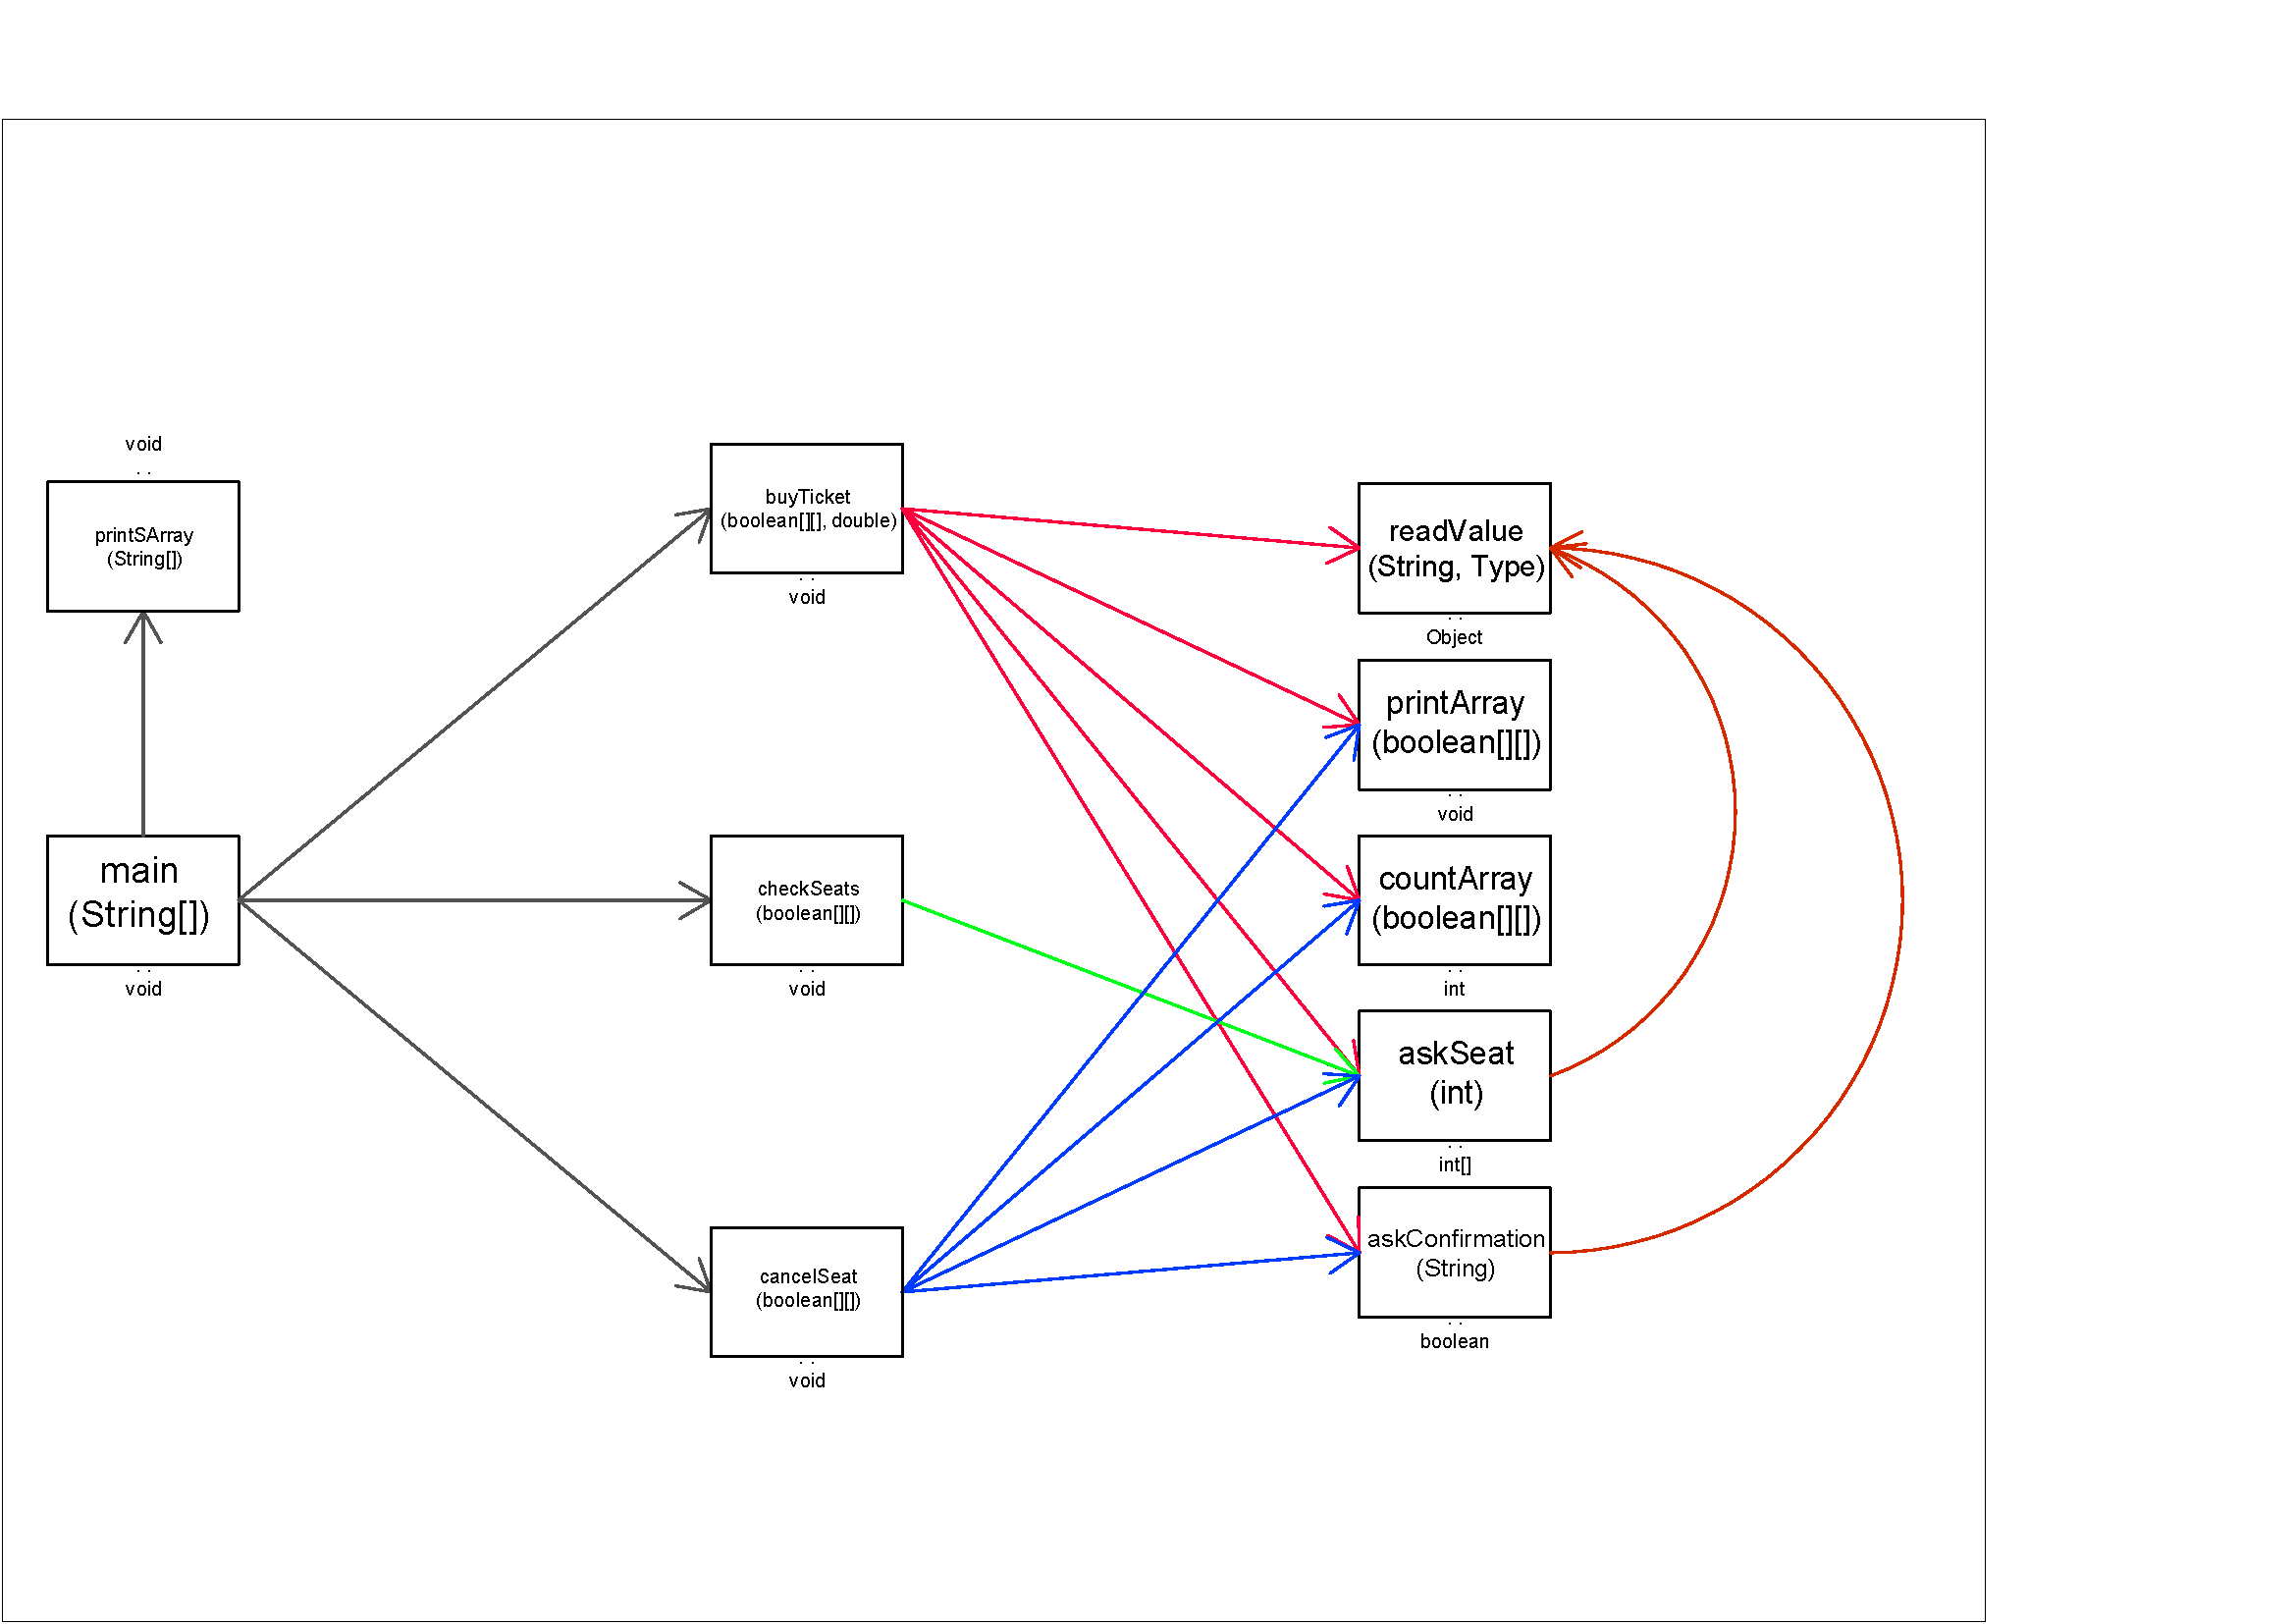 void
printSArray
(String[])
main
(String[])
void
buyTicket
(boolean[][], double)
void
checkSeats
(boolean[][])
void
cancelSeat
(boolean[][])
void
readValue
(String, Type)
Object
printArray
(boolean[][])
void
countArray
(boolean[][])
int
askSeat
(int)
int[]
askConfirmation
(String)
boolean